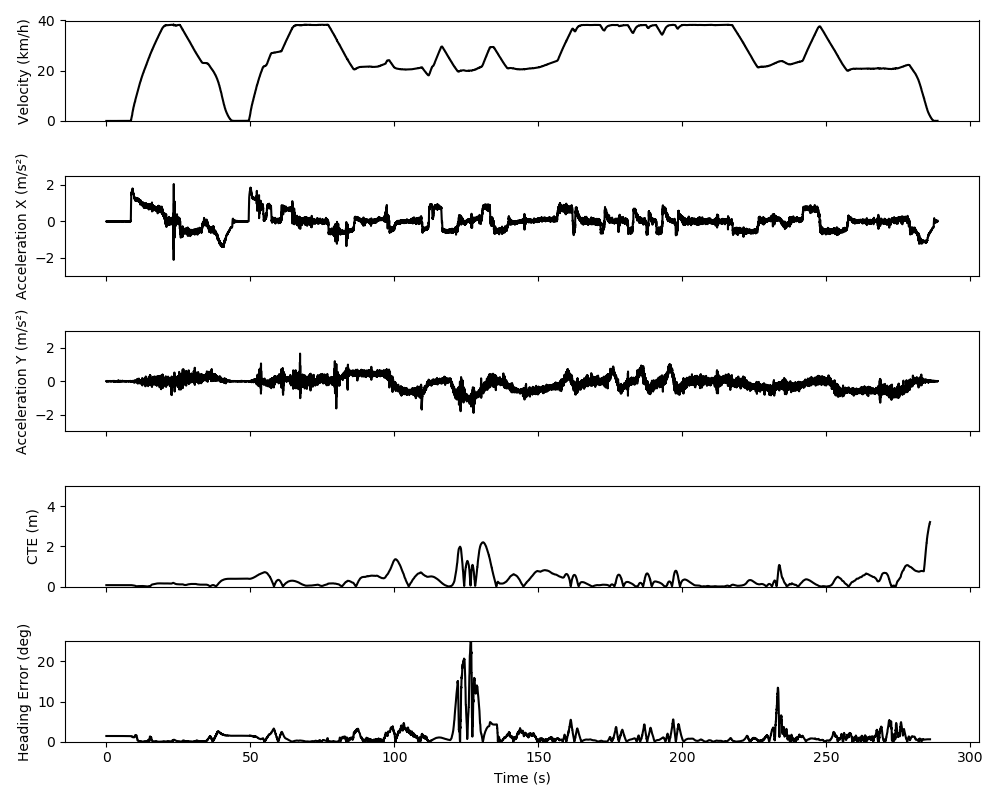 Velocity (km/h)
40
20
0
Acceleration X (m/s²)
2
0
−2
Acceleration Y (m/s²)
2
0
−2
CTE (m)
4
2
0
Heading Error (deg)
20
10
0
0 50 100 150 200 250 300
Time (s)